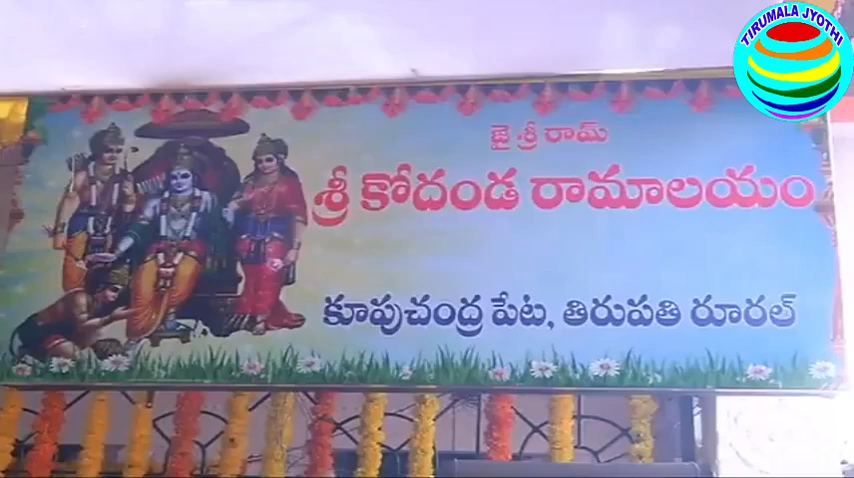 TIRUMALA JYOTHI
జై శ్రీ రామ్
శ్రీ కోదండ రామాలయం
కూపుచంద్ర పేట, తిరుపతి రూరల్